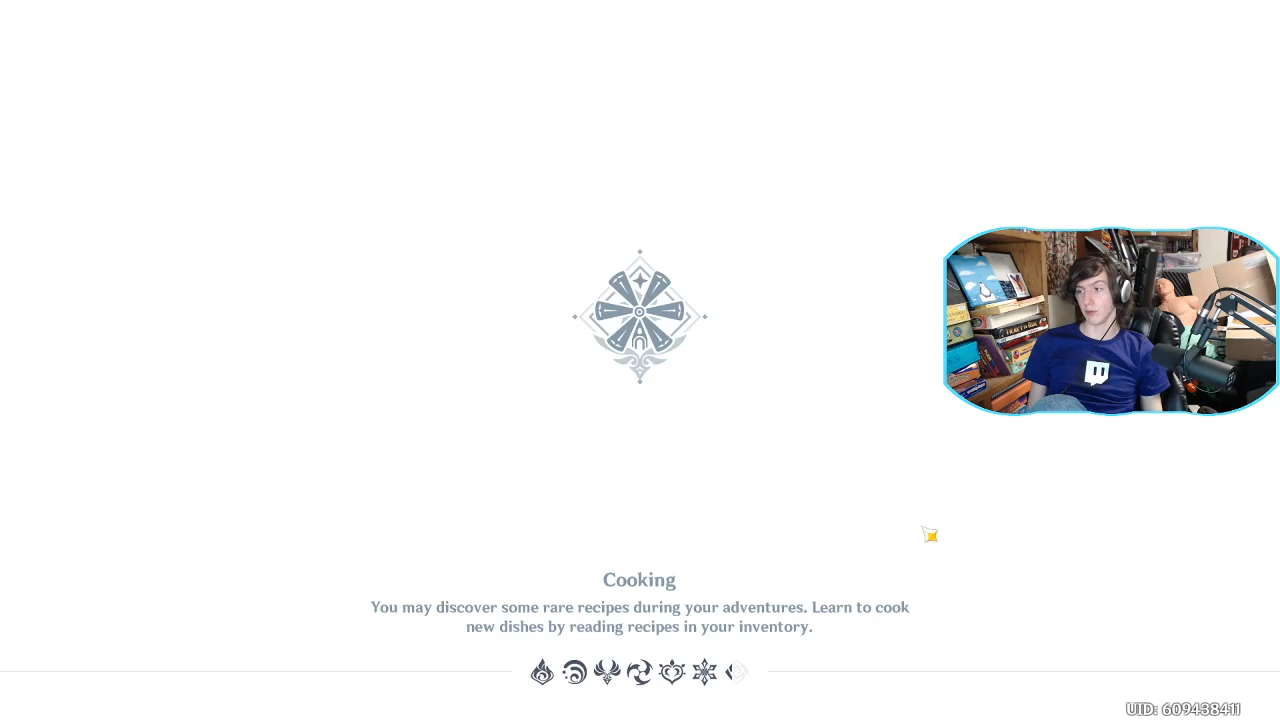 Cooking
You may discover some rare recipes during your adventures. Learn to cook
new dishes by reading recipes in your inventory.
UID: 609438411